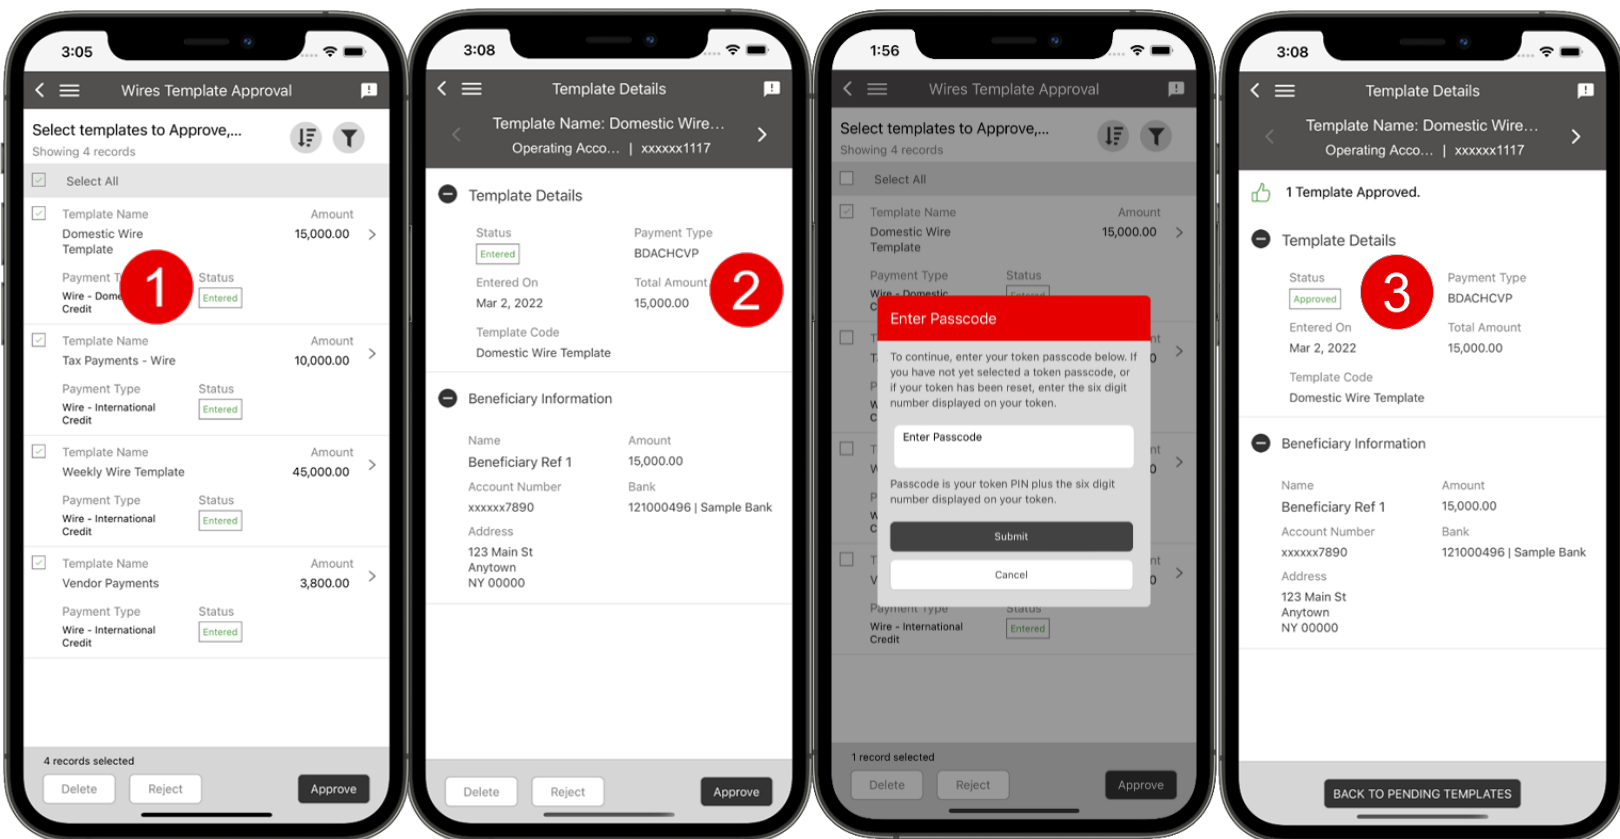 3:05
Wires Template Approval
Select templates to Approve,...
Showing 4 records
Select All
Template Name Amount
Domestic Wire 15,000.00
Template
Payment Status
1
Wire - Credit Entered
Template Name Amount
Tax Payments - Wire 10,000.00
Payment Type Status
Wire - International Entered
Credit
Template Name Amount
Weekly Wire Template 45,000.00
Payment Type Status
Wire - International Entered
Credit
Template Name Amount
Vendor Payments 3,800.00
Payment Type Status
Wire - International Entered
Credit
4 records selected
Delete Reject Approve
3:08
Template Details
Template Name: Domestic Wire...
Operating Acco... | xxxxxx1117
Template Details
Status Payment Type
Entered BDACHCVP
Entered On Total Amount
2
Mar 2, 2022 15,000.00
Template Code
Domestic Wire Template
Beneficiary Information
Name Amount
Beneficiary Ref 1 15,000.00
Account Number Bank
xxxxxx7890 121000496 | Sample Bank
Address
123 Main St
Anytown
NY 00000
Delete Reject Approve
1:56
Wires Template Approval
Select templates to Approve,...
Showing 4 records
Select All
Template Name Amount
Domestic Wire 15,000.00
Template
Payment Type Status
Wire - Domestic Entered
Enter Passcode
To continue, enter your token passcode below. If
you have not yet selected a token passcode, or
if your token has been reset, enter the six digit
number displayed on your token.
Enter Passcode
Passcode is your token PIN plus the six digit
number displayed on your token.
Submit
Cancel
Payment Type Status
Wire - International Entered
Credit
1 record selected
Delete Reject Approve
3:08
Template Details
Template Name: Domestic Wire...
Operating Acco... | xxxxxx1117
1 Template Approved.
Template Details
Status Payment Type
3
Approved BDACHCVP
Entered On Total Amount
Mar 2, 2022 15,000.00
Template Code
Domestic Wire Template
Beneficiary Information
Name Amount
Beneficiary Ref 1 15,000.00
Account Number Bank
xxxxxx7890 121000496 | Sample Bank
Address
123 Main St
Anytown
NY 00000
BACK TO PENDING TEMPLATES